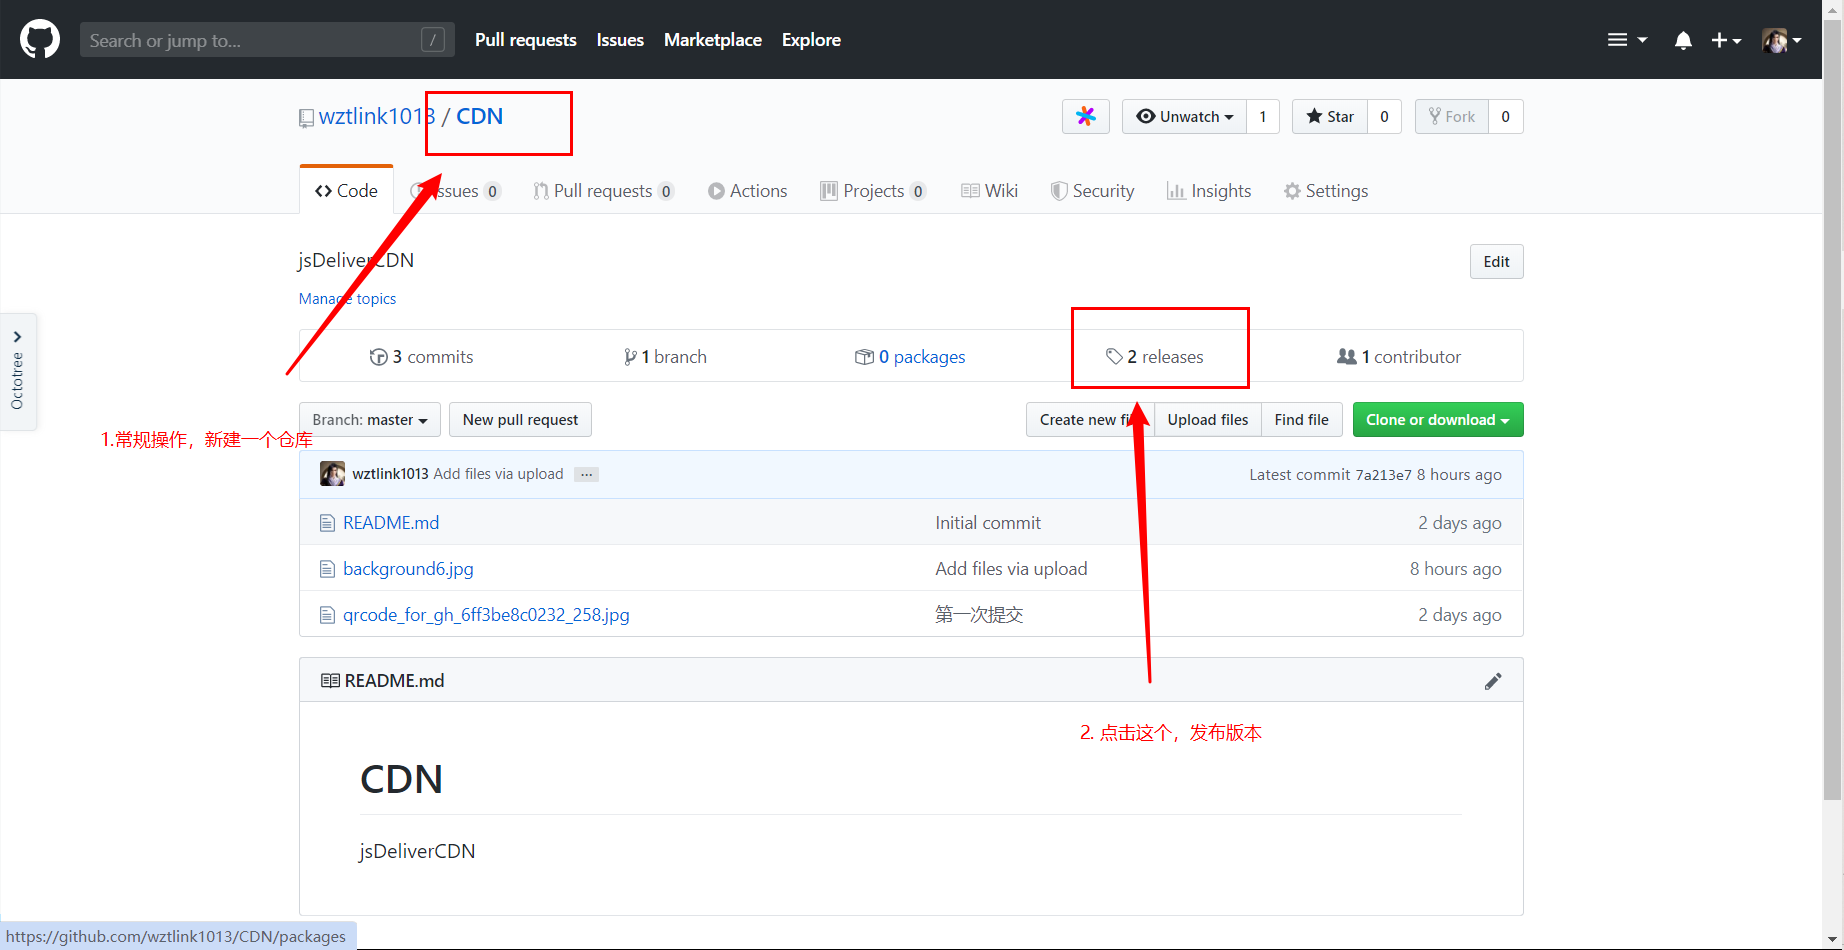 Search or jump to... /
Pull requests Issues Marketplace Explore
wztlink1013 / CDN
Unwatch 1 Star 0 Fork 0
Code Issues 0 Pull requests 0 Actions Projects 0 Wiki Security Insights Settings
jsDeliverCDN
Edit
Manage topics
Octotree
3 commits 1 branch 0 packages 2 releases 1 contributor
Branch: master New pull request Create new file Upload files Find file Clone or download
1.常规操作，新建一个仓库
wztlink1013 Add files via upload ... Latest commit 7a213e7 8 hours ago
README.md Initial commit 2 days ago
background6.jpg Add files via upload 8 hours ago
qrcode_for_gh_6ff3be8c0232_258.jpg 第一次提交 2 days ago
README.md
2. 点击这个，发布版本
CDN
jsDeliverCDN
https://github.com/wztlink1013/CDN/packages